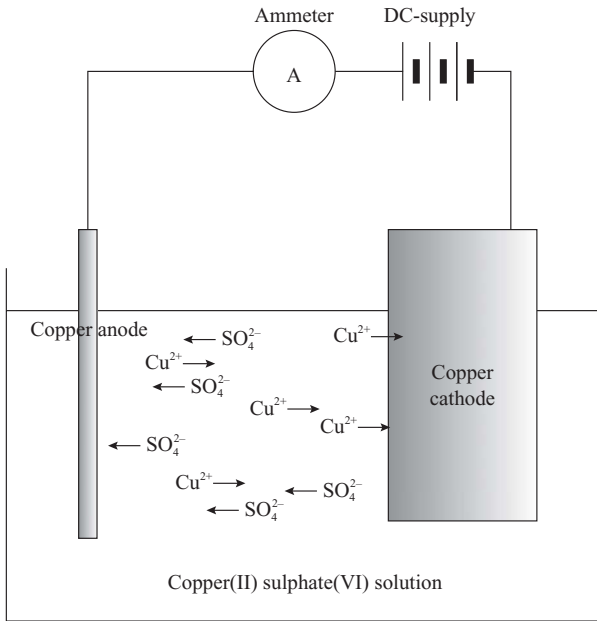 Ammeter DC-supply
A
Copper anode
SO₄²⁻ Cu²⁺
Cu²⁺
SO₄²⁻
Copper
cathode
Cu²⁺
Cu²⁺
SO₄²⁻
Cu²⁺ SO₄²⁻
SO₄²⁻
Copper(II) sulphate(VI) solution